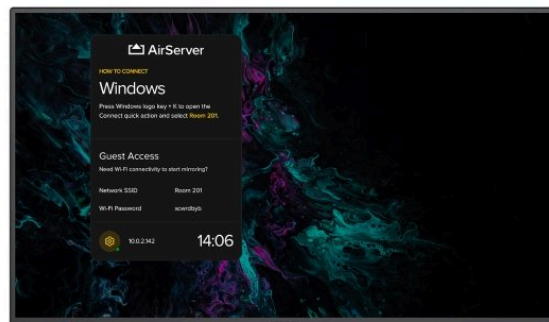 AirServer
HOW TO CONNECT
Windows
Press Windows logo key + K to open the
Connect quick action and select Room 201.
Guest Access
Need Wi-Fi connectivity to start mirroring?
Network SSID Room 201
Wi-Fi Password scwrdbyb
10.0.2.142 14:06